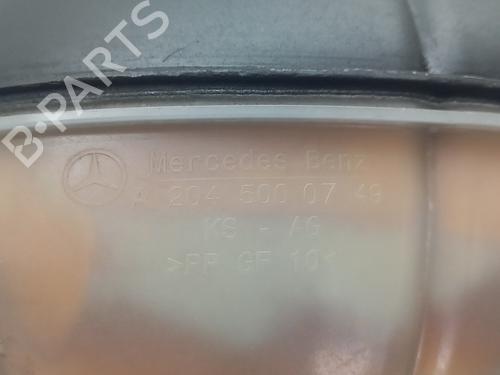 B-PARTS
Mercedes Benz
A 204 500 07 49
KS - AG
>PP GF 10<